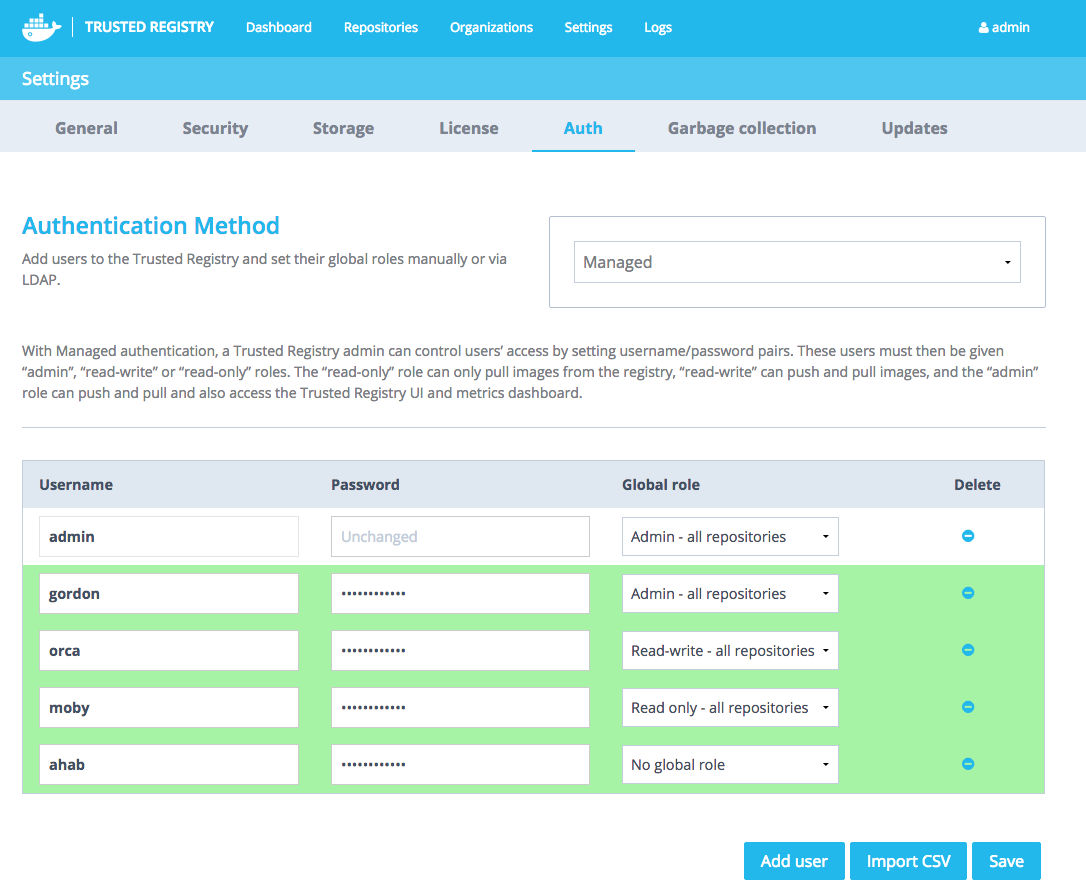 TRUSTED REGISTRY Dashboard Repositories Organizations Settings Logs admin
Settings
General Security Storage License Auth Garbage collection Updates
Authentication Method
Add users to the Trusted Registry and set their global roles manually or via
LDAP.
Managed
With Managed authentication, a Trusted Registry admin can control users’ access by setting username/password pairs. These users must then be given
“admin”, “read-write” or “read-only” roles. The “read-only” role can only pull images from the registry, “read-write” can push and pull images, and the “admin”
role can push and pull and also access the Trusted Registry UI and metrics dashboard.
Username Password Global role Delete
admin Unchanged Admin - all repositories
gordon •••••••••••• Admin - all repositories
orca •••••••••••• Read-write - all repositories
moby •••••••••••• Read only - all repositories
ahab •••••••••••• No global role
Add user Import CSV Save